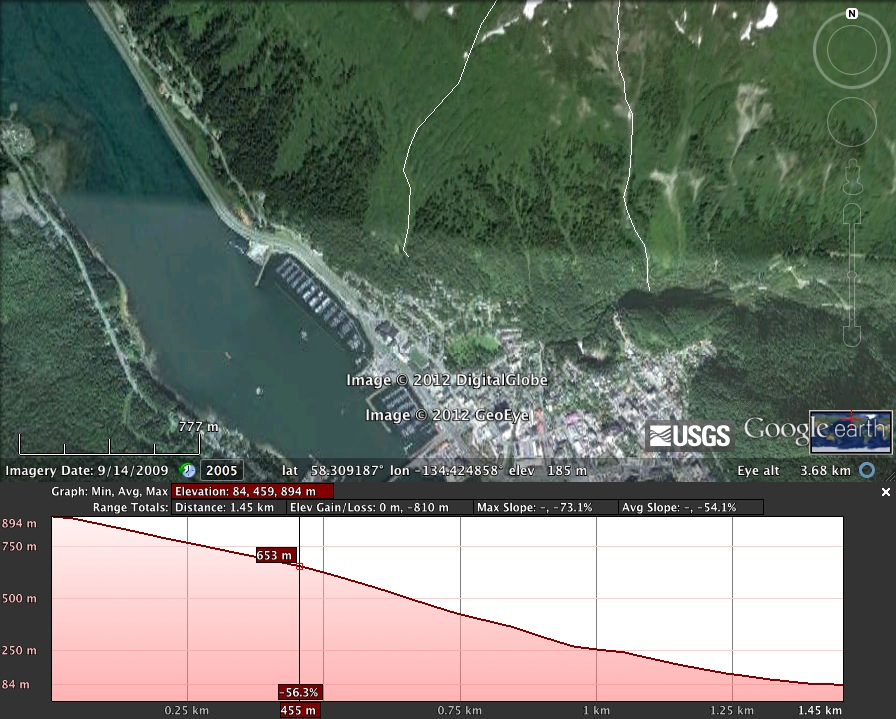 N
Image © 2012 DigitalGlobe
Image © 2012 GeoEye
777 m
USGS
Google earth
Imagery Date: 9/14/2009 2005 lat 58.309187° lon -134.424858° elev 185 m Eye alt 3.68 km
Graph: Min, Avg, Max Elevation: 84, 459, 894 m
Range Totals: Distance: 1.45 km Elev Gain/Loss: 0 m, -810 m Max Slope: -, -73.1% Avg Slope: -, -54.1%
894 m
750 m
653 m
500 m
250 m
84 m
-56.3%
0.25 km 455 m 0.75 km 1 km 1.25 km 1.45 km